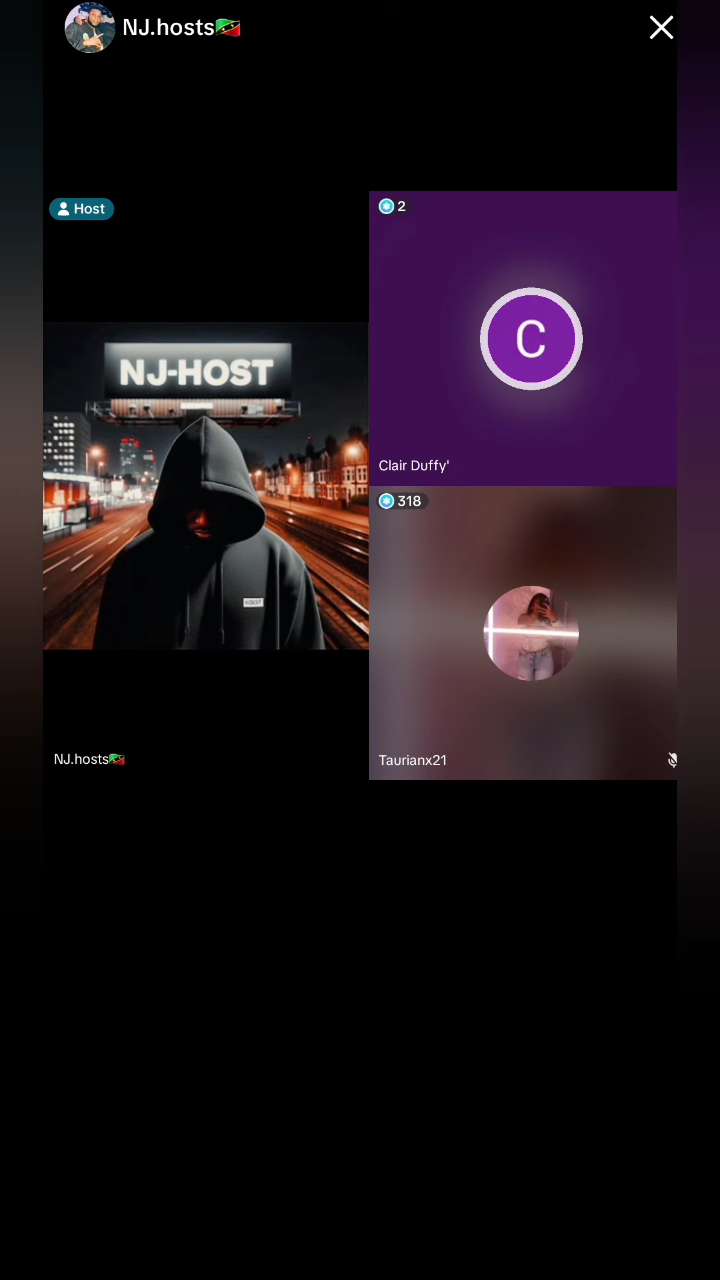 NJ.hosts🇰🇳
Host
NJ-HOST
NJ.hosts🇰🇳
2
C
Clair Duffy'
318
Taurianx21